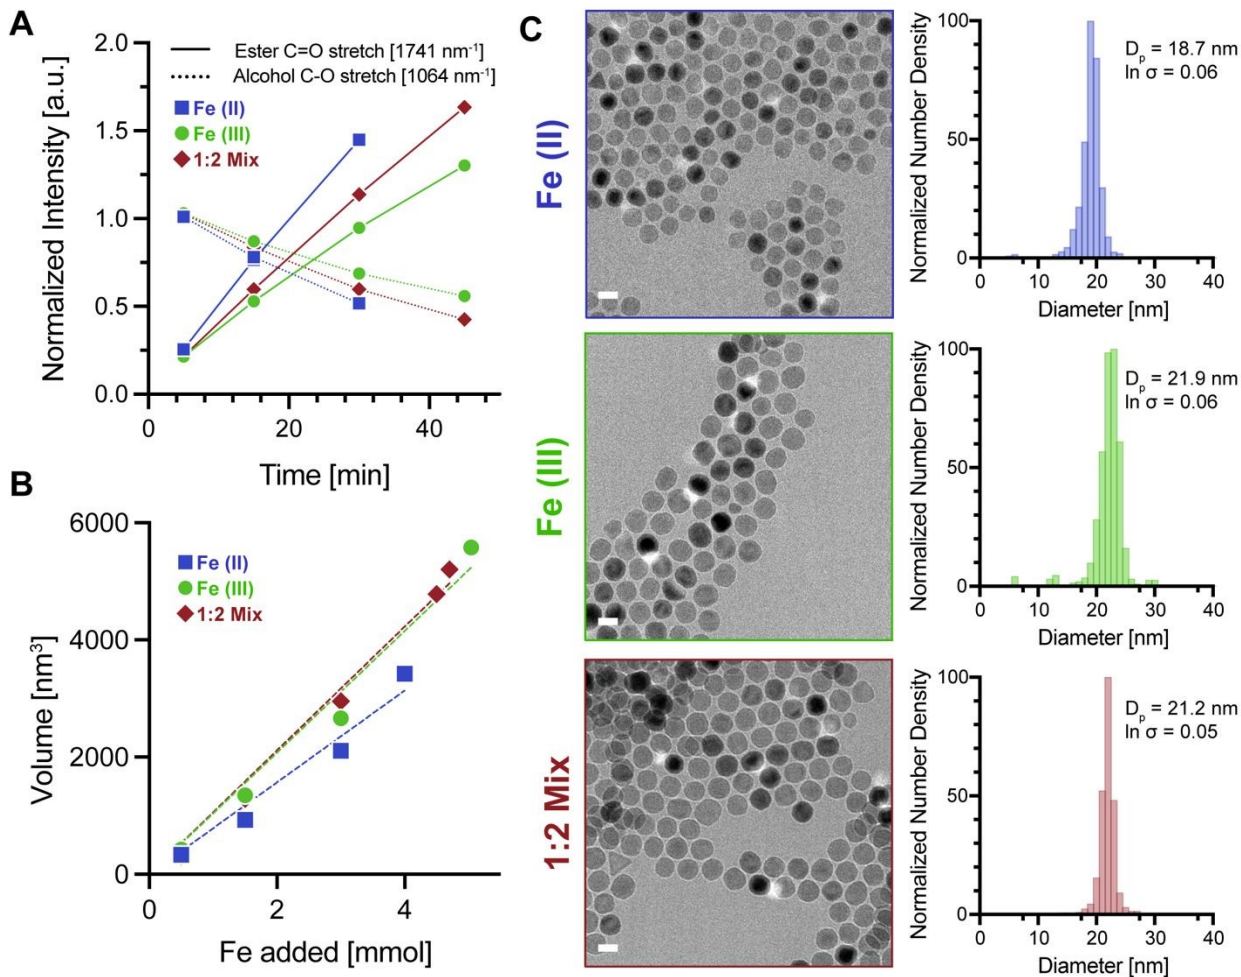 A
Normalized Intensity [a.u.]
2.0
1.5
1.0
0.5
0.0
Ester C=O stretch [1741 nm⁻¹]
Alcohol C-O stretch [1064 nm⁻¹]
Fe (II)
Fe (III)
1:2 Mix
0 20 40
Time [min]
B
Volume [nm³]
6000
4000
2000
0
Fe (II)
Fe (III)
1:2 Mix
0 2 4
Fe added [mmol]
C
Fe (II)
Normalized Number Density
100
50
0
Dₚ = 18.7 nm
ln σ = 0.06
0 10 20 30 40
Diameter [nm]
Fe (III)
Normalized Number Density
100
50
0
Dₚ = 21.9 nm
ln σ = 0.06
0 10 20 30 40
Diameter [nm]
1:2 Mix
Normalized Number Density
100
50
0
Dₚ = 21.2 nm
ln σ = 0.05
0 10 20 30 40
Diameter [nm]